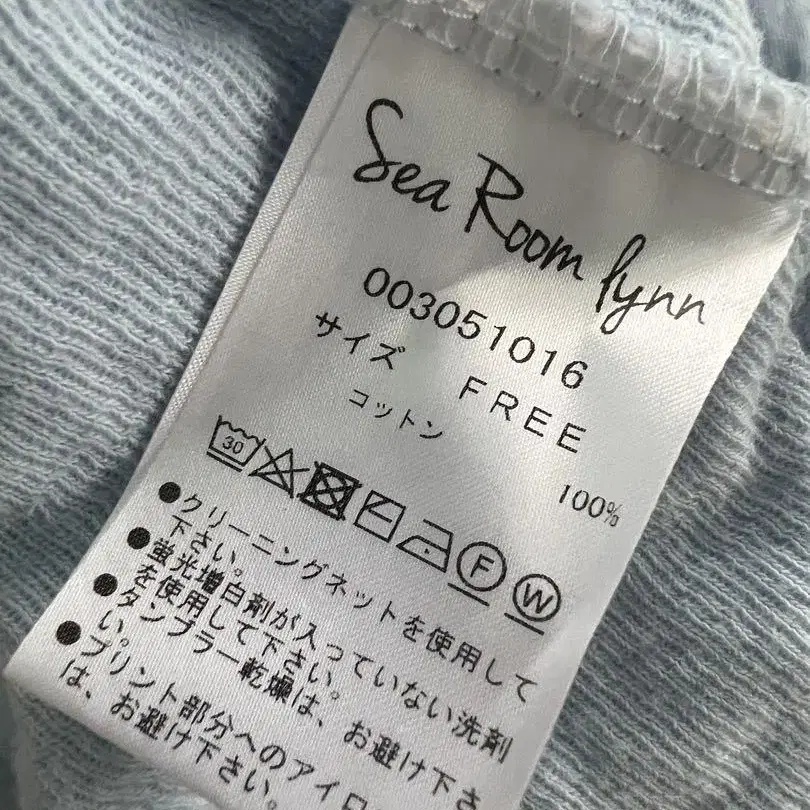 Sea Room lynn
003051016
サイズ FREE
コットン 100%
30 F W
●クリーニングネットを使用して
下さい。
●蛍光増白剤が入っていない洗剤
を使用して下さい。
●タンブラー乾燥は、お避け下さ
い。
●プリント部分へのアイロ
は、お避け下さい。